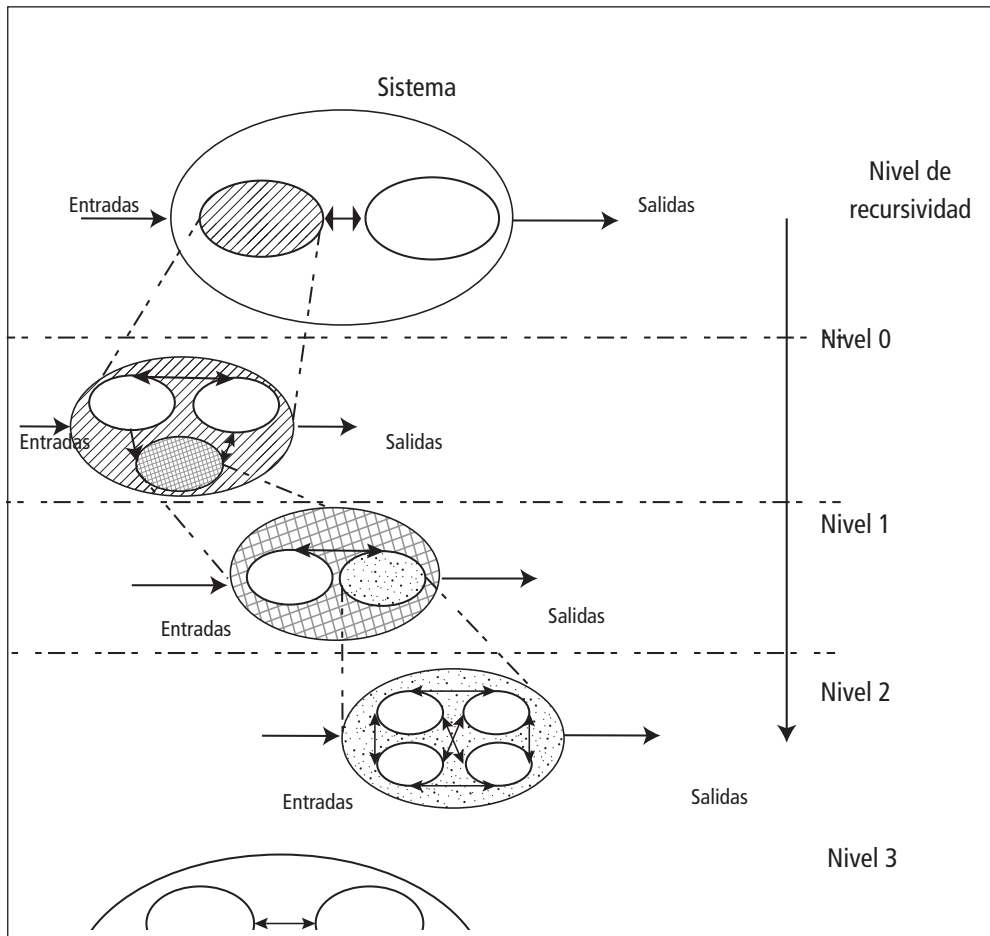 Sistema
Nivel de
recursividad
Entradas
Salidas
Nivel 0
Entradas
Salidas
Nivel 1
Entradas
Salidas
Nivel 2
Entradas
Salidas
Nivel 3